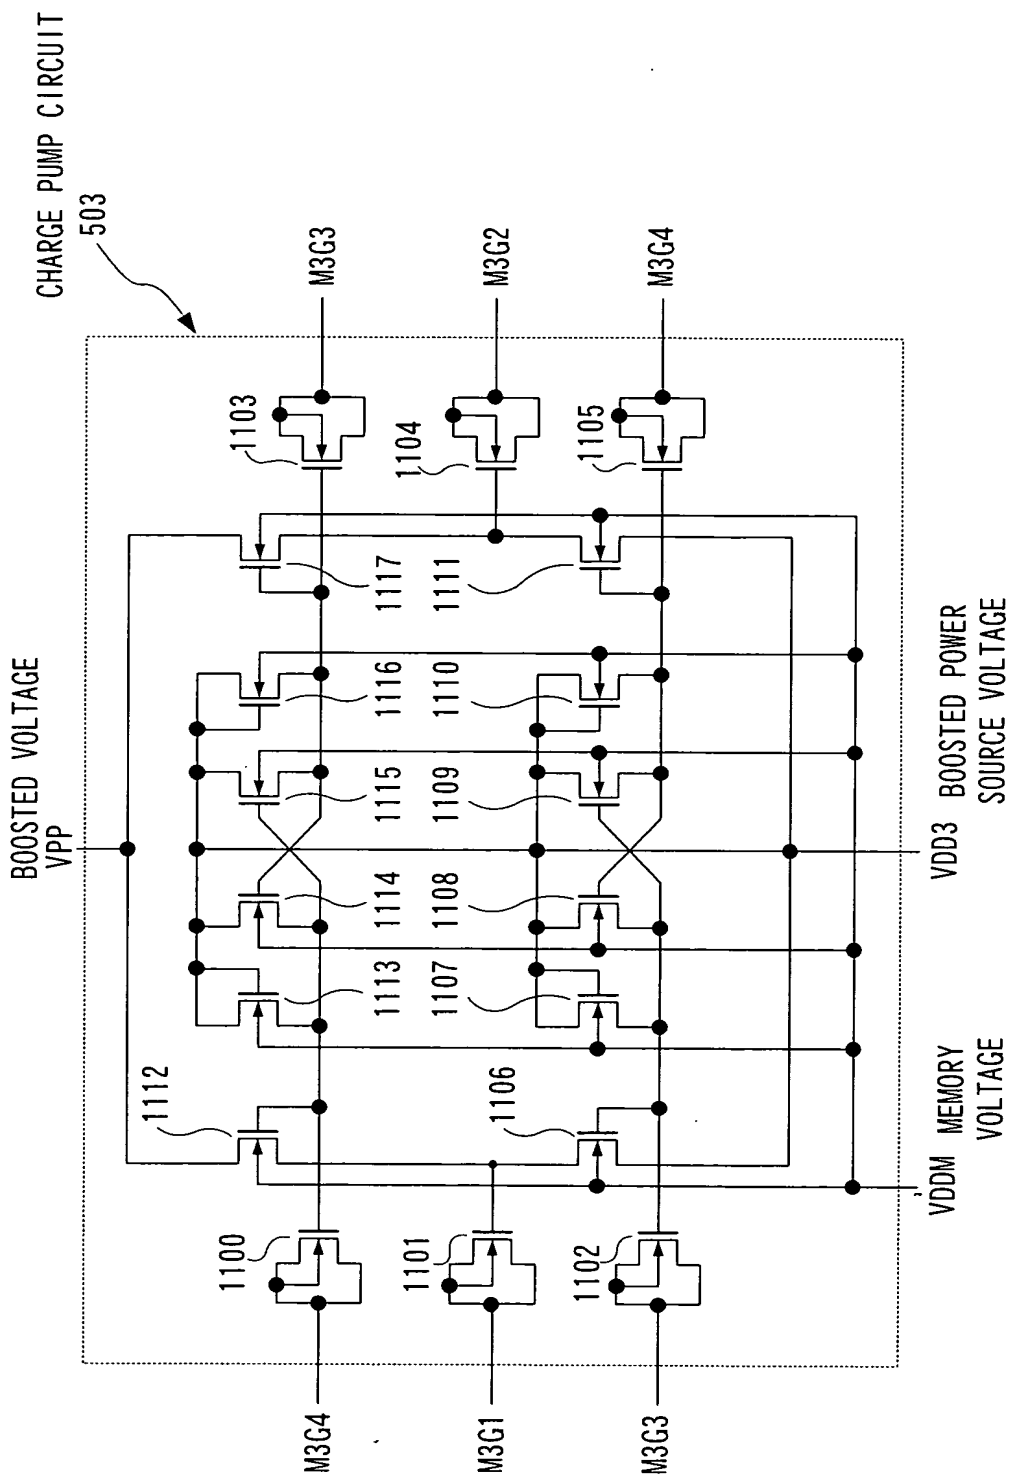 CHARGE PUMP CIRCUIT
503
BOOSTED VOLTAGE
VPP
M3G4
M3G1
M3G3
M3G3
M3G2
M3G4
1100
1101
1102
1103
1104
1105
1112
1113
1114
1115
1116
1117
1106
1107
1108
1109
1110
1111
VDDM
MEMORY
VOLTAGE
VDD3
BOOSTED POWER
SOURCE VOLTAGE